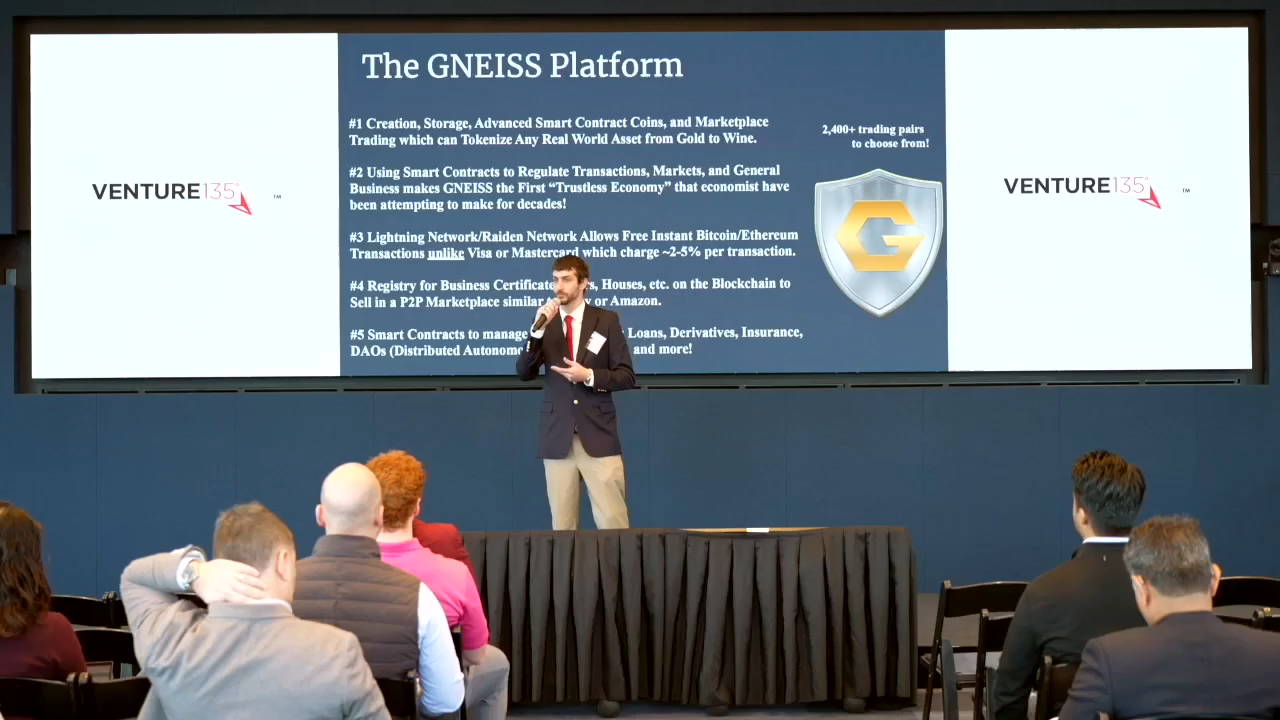 The GNEISS Platform
#1 Creation, Storage, Advanced Smart Contract Coins, and Marketplace
Trading which can Tokenize Any Real World Asset from Gold to Wine.
2,400+ trading pairs
to choose from!
#2 Using Smart Contracts to Regulate Transactions, Markets, and General
Business makes GNEISS the First “Trustless Economy” that economist have
been attempting to make for decades!
VENTURE135°
™
VENTURE135°
™
G
#3 Lightning Network/Raiden Network Allows Free Instant Bitcoin/Ethereum
Transactions unlike Visa or Mastercard which charge ~2-5% per transaction.
#4 Registry for Business Houses, etc. on the Blockchain to
Sell in a P2P Marketplace similar or Amazon.
#5 Smart Contracts to manage Loans, Derivatives, Insurance,
DAOs (Distributed and more!